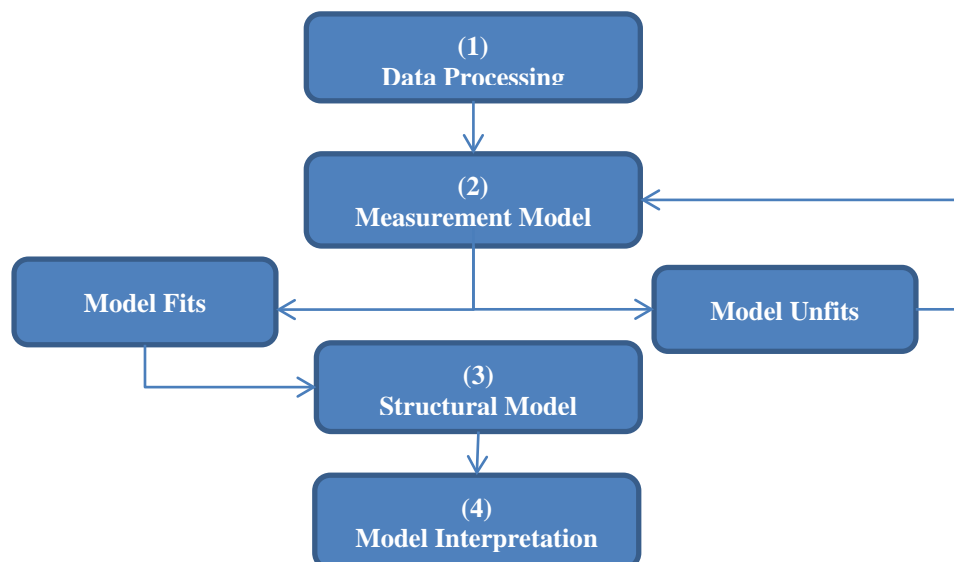 (1)
Data Processing
(2)
Measurement Model
Model Fits
Model Unfits
(3)
Structural Model
(4)
Model Interpretation